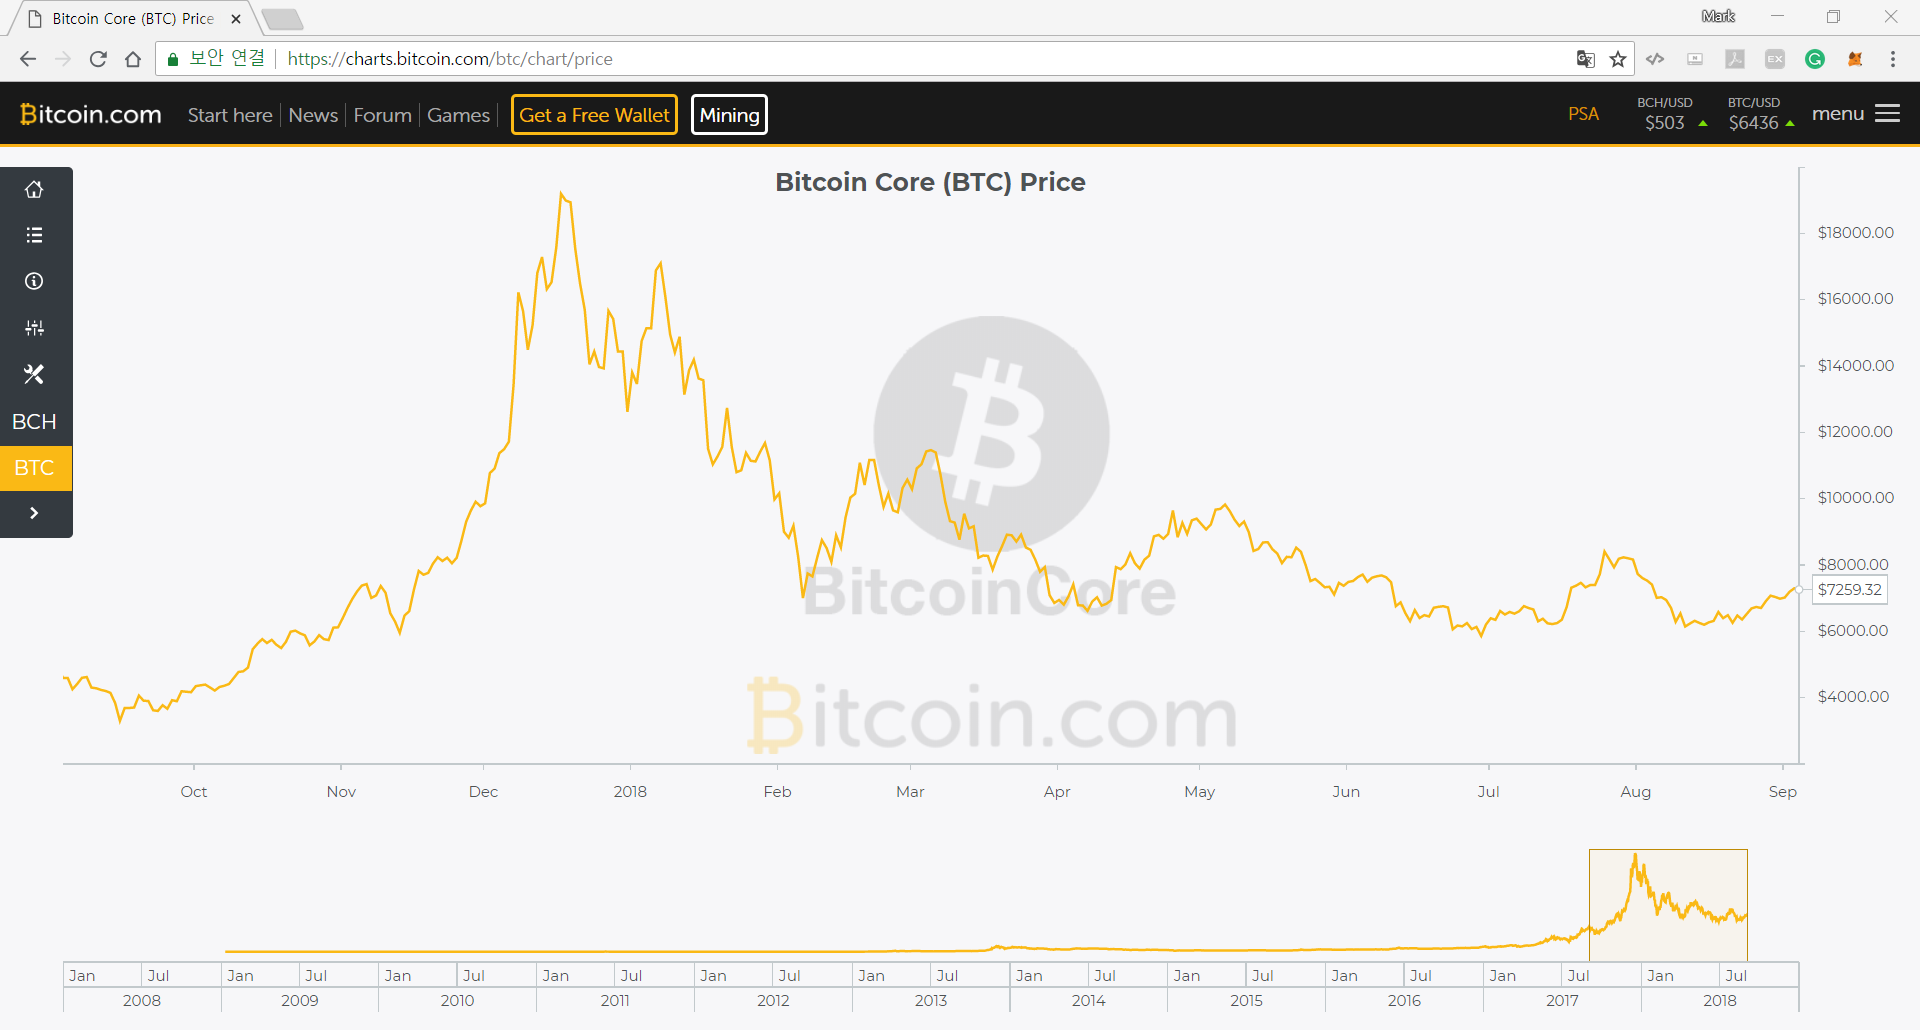 Bitcoin Core (BTC) Price
Mark
보안 연결 https://charts.bitcoin.com/btc/chart/price
Bitcoin.com Start here News Forum Games Get a Free Wallet Mining PSA BCH/USD $503 BTC/USD $6436 menu
Bitcoin Core (BTC) Price
BCH
BTC
$18000.00
$16000.00
$14000.00
$12000.00
$10000.00
$8000.00
$7259.32
$6000.00
$4000.00
BitcoinCore
Bitcoin.com
Oct Nov Dec 2018 Feb Mar Apr May Jun Jul Aug Sep
Jan Jul Jan Jul Jan Jul Jan Jul Jan Jul Jan Jul Jan Jul Jan Jul Jan Jul Jan Jul Jan Jul
2008 2009 2010 2011 2012 2013 2014 2015 2016 2017 2018